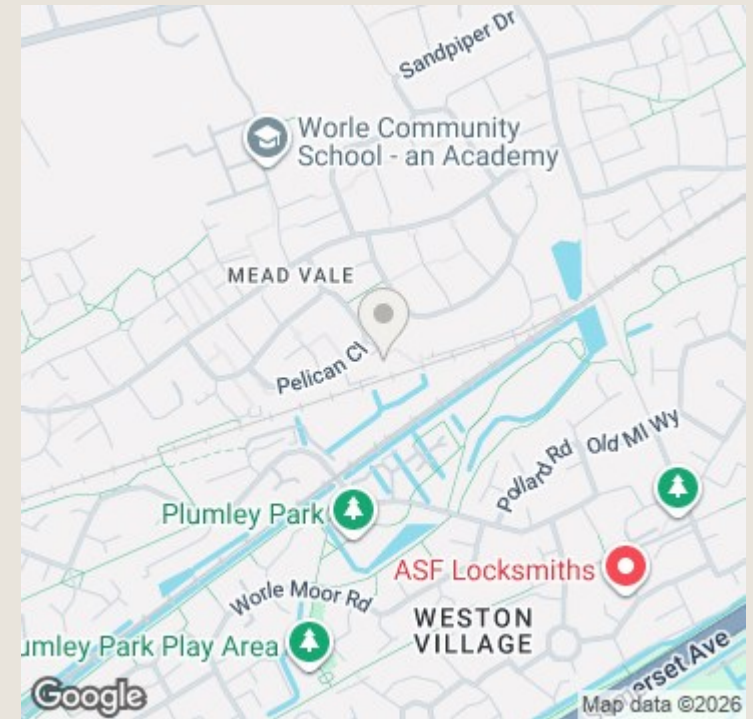 Sandpiper Dr
Worle Community
School - an Academy
MEAD VALE
Pelican Cl
Old Ml Wy
Pollard Rd
Plumley Park
ASF Locksmiths
Worle Moor Rd
WESTON
VILLAGE
umley Park Play Area
erset Ave
Google
Map data ©2026